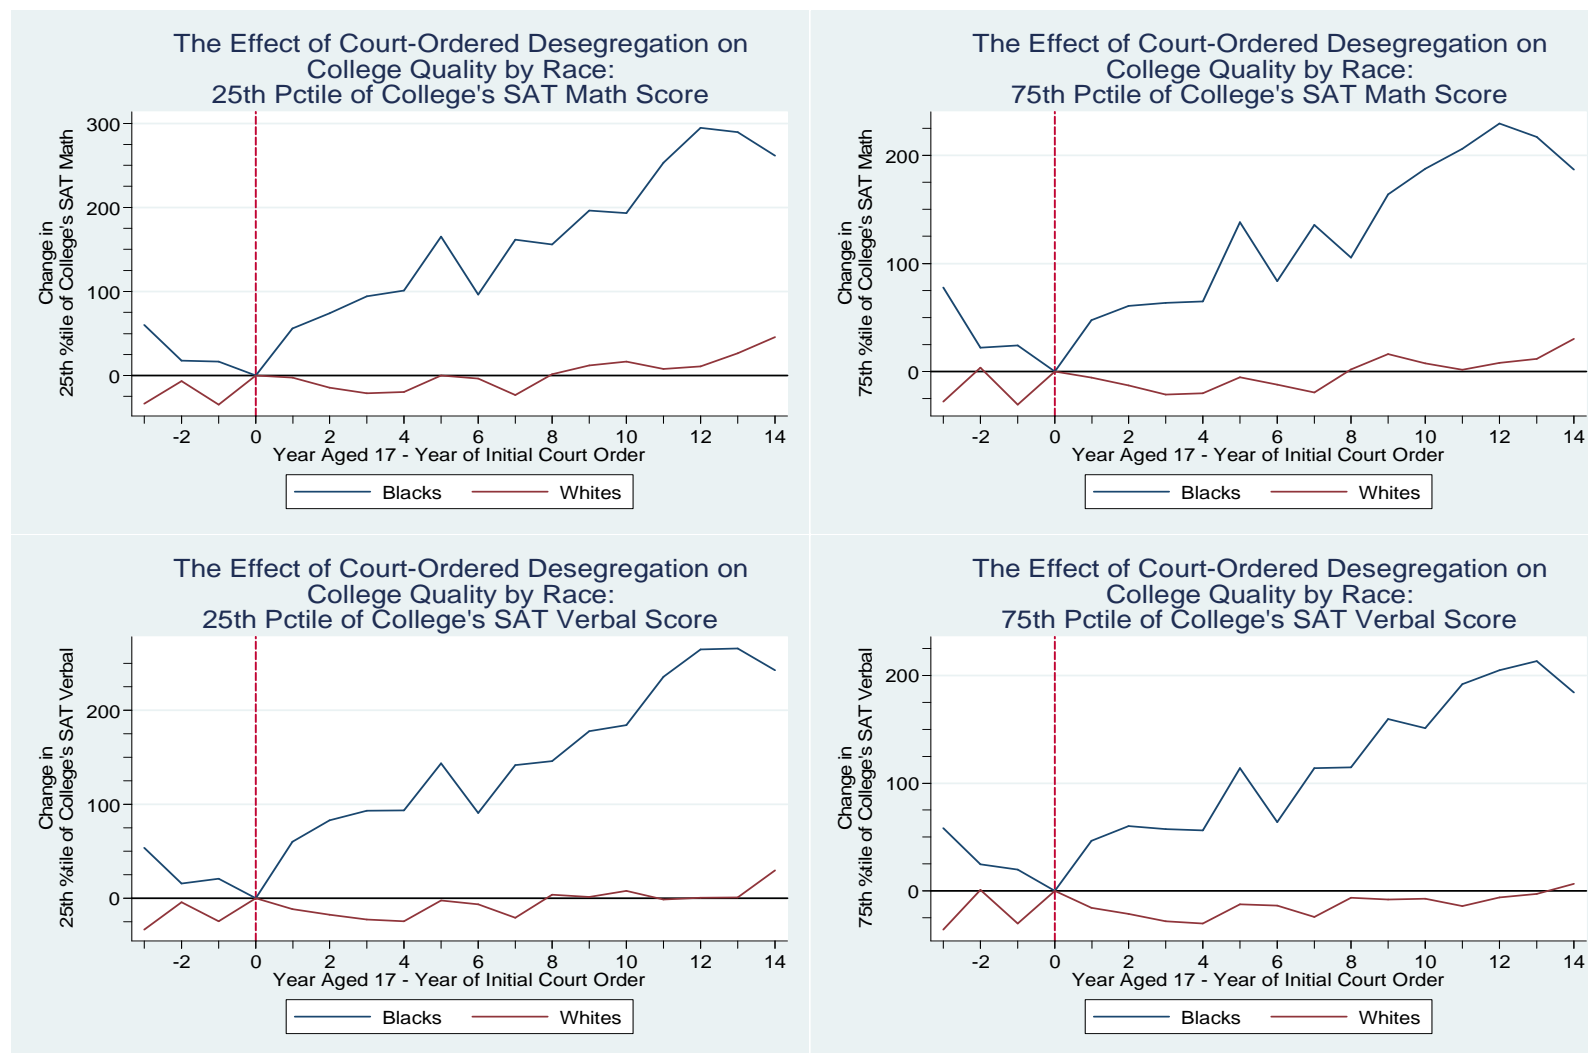 The Effect of Court-Ordered Desegregation on
College Quality by Race:
25th Pctile of College's SAT Math Score
Change in
25th %tile of College's SAT Math
300
200
100
0
-2 0 2 4 6 8 10 12 14
Year Aged 17 - Year of Initial Court Order
Blacks Whites
The Effect of Court-Ordered Desegregation on
College Quality by Race:
75th Pctile of College's SAT Math Score
Change in
75th %tile of College's SAT Math
200
100
0
-2 0 2 4 6 8 10 12 14
Year Aged 17 - Year of Initial Court Order
Blacks Whites
The Effect of Court-Ordered Desegregation on
College Quality by Race:
25th Pctile of College's SAT Verbal Score
Change in
25th %tile of College's SAT Verbal
200
100
0
-2 0 2 4 6 8 10 12 14
Year Aged 17 - Year of Initial Court Order
Blacks Whites
The Effect of Court-Ordered Desegregation on
College Quality by Race:
75th Pctile of College's SAT Verbal Score
Change in
75th %tile of College's SAT Verbal
200
100
0
-2 0 2 4 6 8 10 12 14
Year Aged 17 - Year of Initial Court Order
Blacks Whites